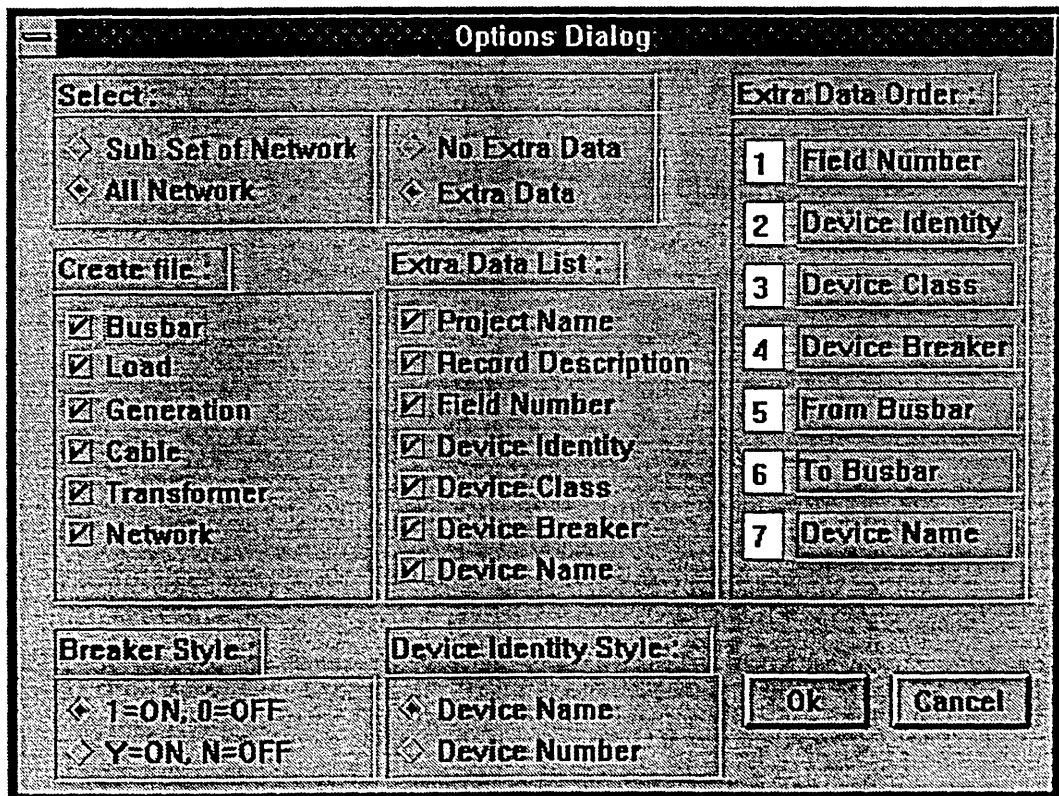 Options Dialog
Select :
Sub Set of Network
All Network
No Extra Data
Extra Data
Create file :
Busbar
Load
Generation
Cable
Transformer
Network
Extra Data List :
Project Name
Record Description
Field Number
Device Identity
Device Class
Device Breaker
Device Name
Extra Data Order :
1 Field Number
2 Device Identity
3 Device Class
4 Device Breaker
5 From Busbar
6 To Busbar
7 Device Name
Breaker Style :
1=ON, 0=OFF
Y=ON, N=OFF
Device Identity Style :
Device Name
Device Number
Ok
Cancel